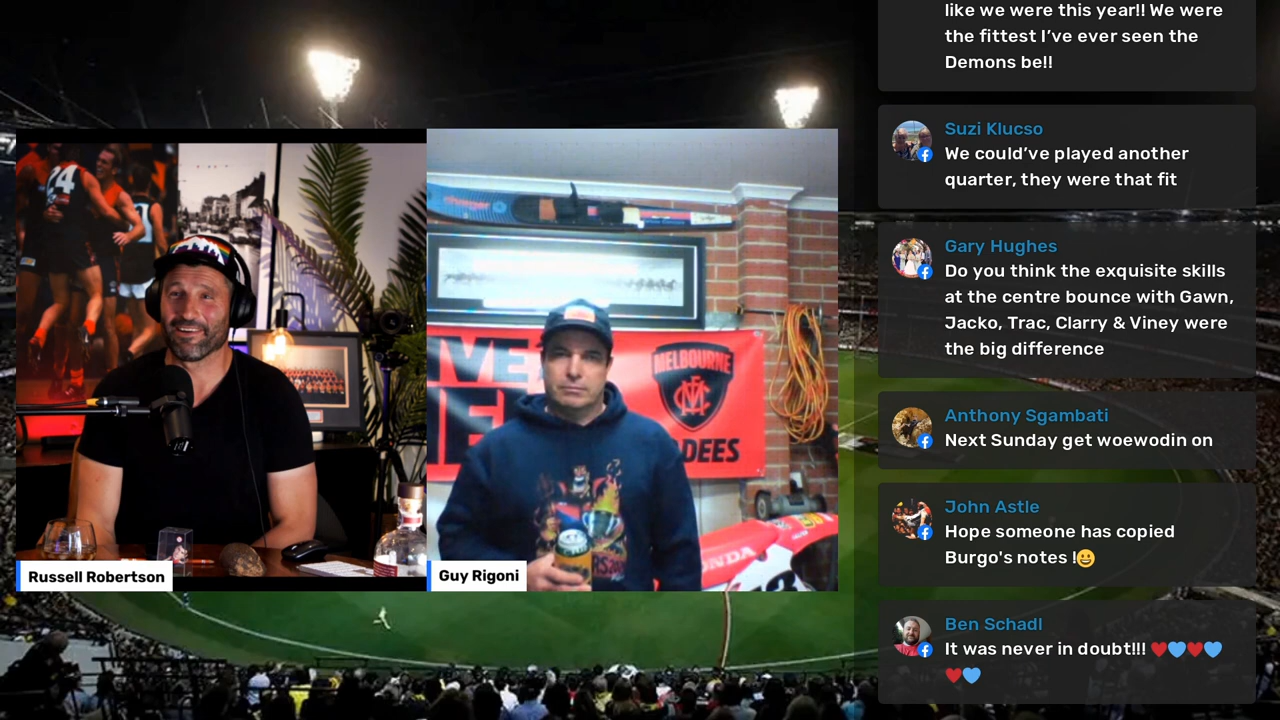 24
MELBOURNE
DEES
HONDA
Russell Robertson
Guy Rigoni
like we were this year!! We were
the fittest I’ve ever seen the
Demons be!!
Suzi Klucso
We could’ve played another
quarter, they were that fit
Gary Hughes
Do you think the exquisite skills
at the centre bounce with Gawn,
Jacko, Trac, Clarry & Viney were
the big difference
Anthony Sgambati
Next Sunday get woewodin on
John Astle
Hope someone has copied
Burgo's notes !😀
Ben Schadl
It was never in doubt!!! ❤️💙❤️💙
❤️💙